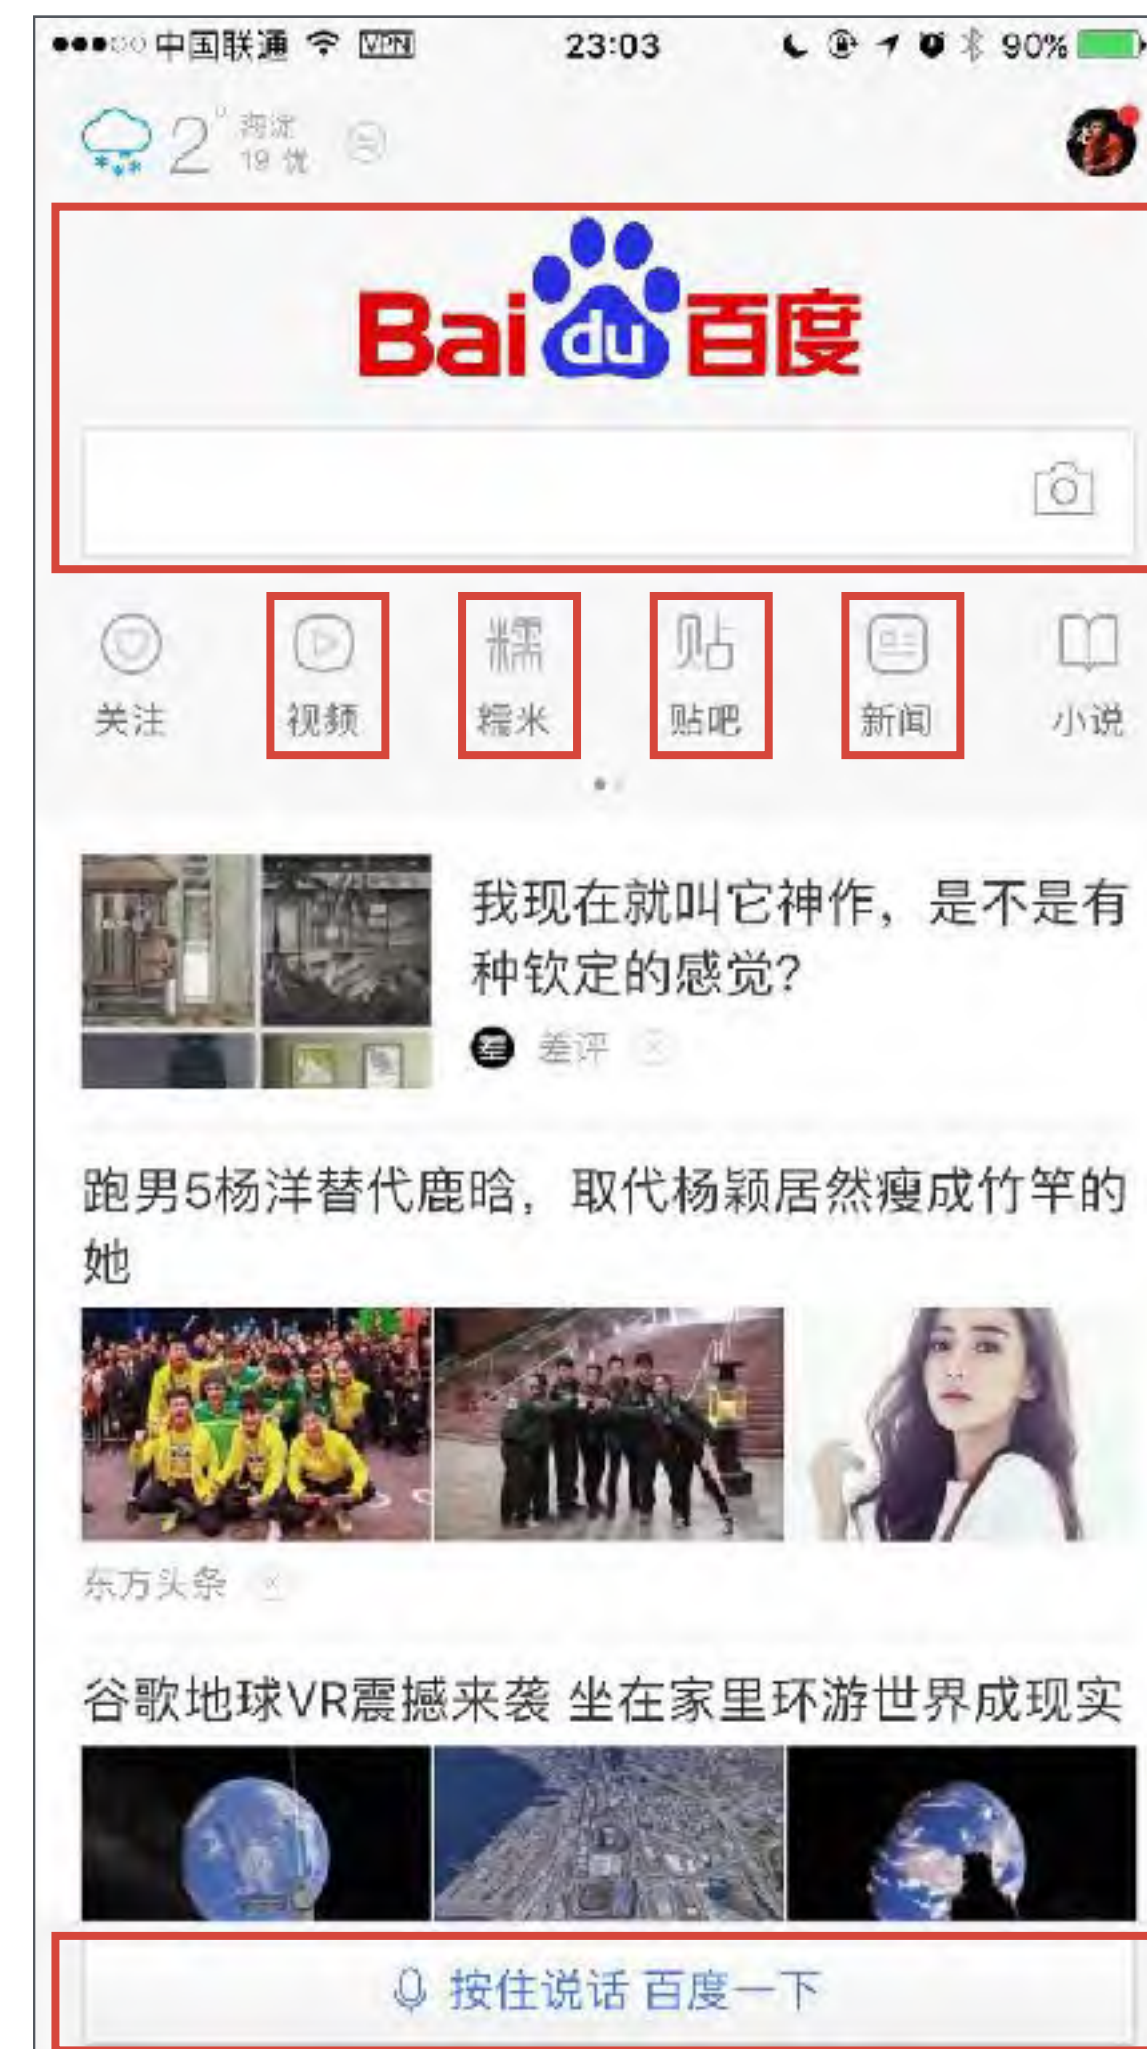 中国联通 VPN 23:03 90%
2° 海淀
19 优
Bai du 百度
关注 视频 糯米 贴吧 新闻 小说
我现在就叫它神作，是不是有
种钦定的感觉?
差评
跑男5杨洋替代鹿晗，取代杨颖居然瘦成竹竿的
她
东方头条
谷歌地球VR震撼来袭 坐在家里环游世界成现实
按住说话 百度一下